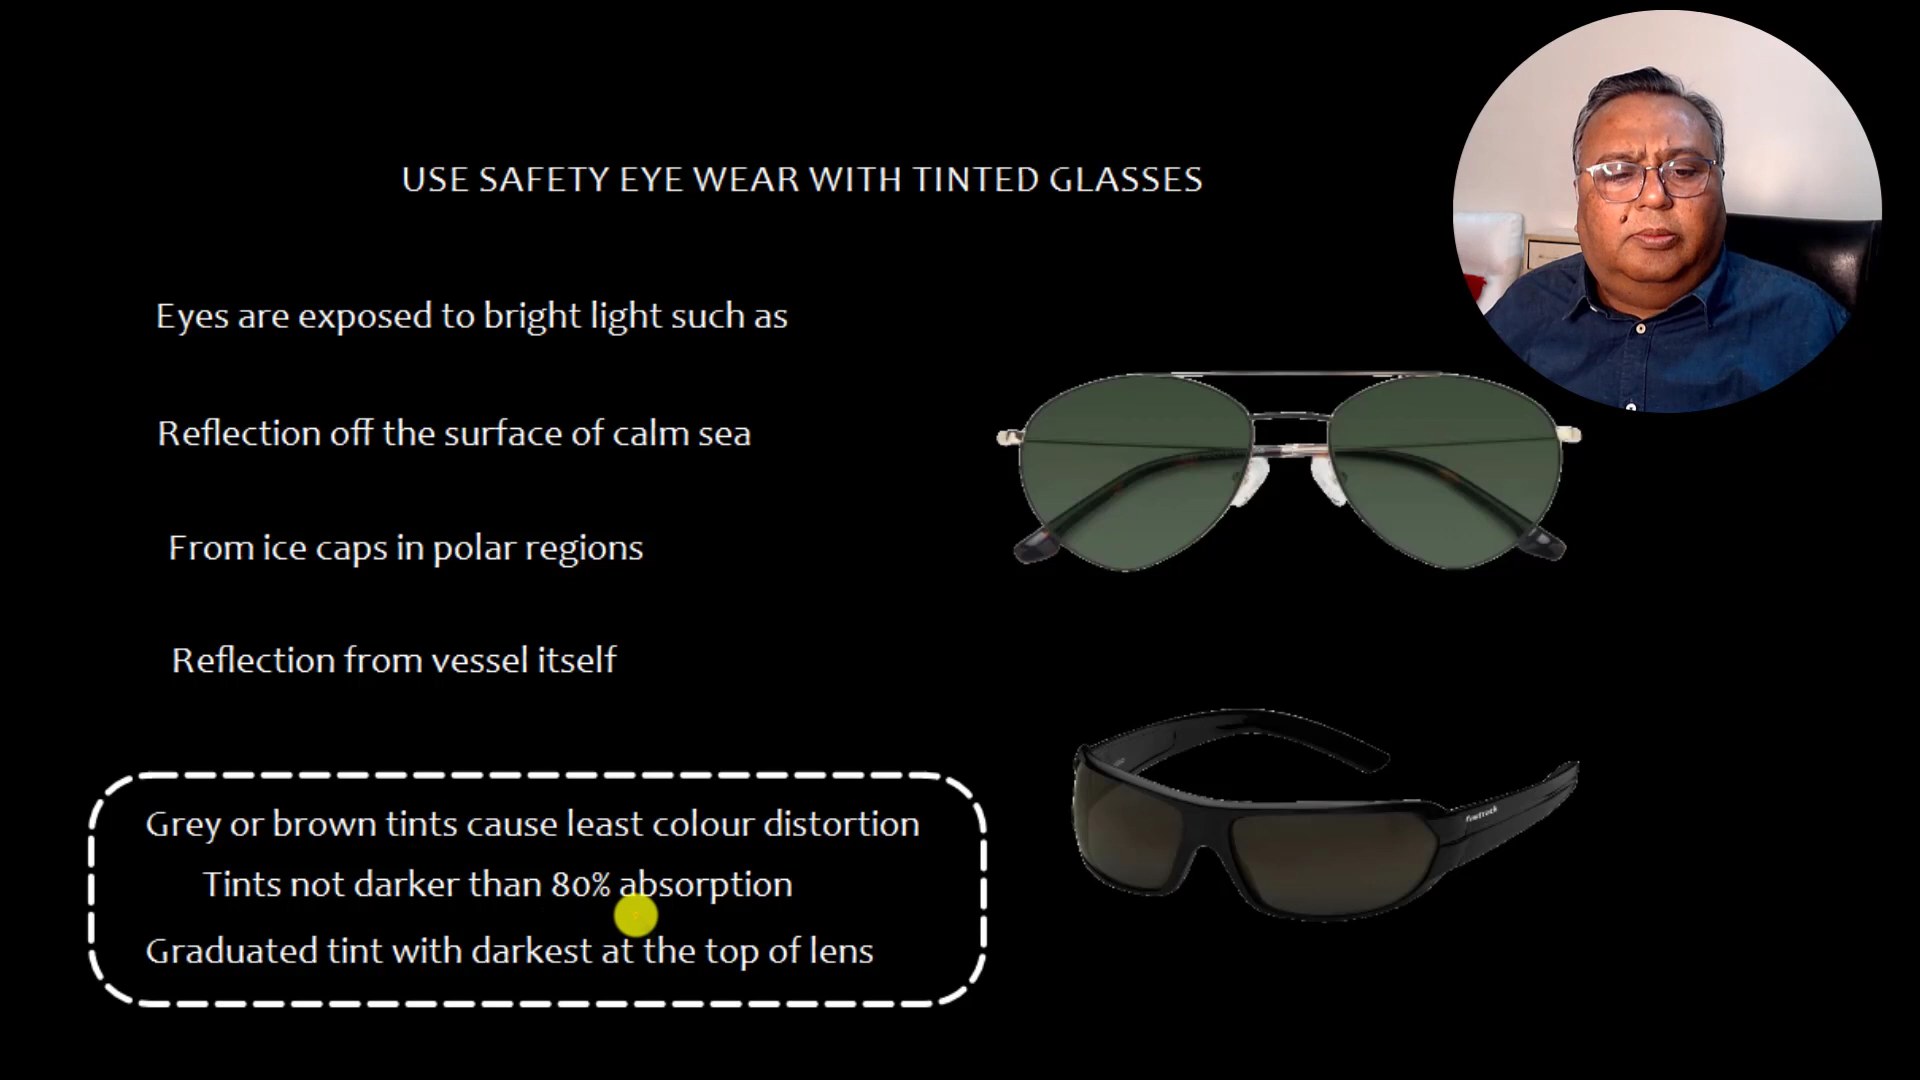 USE SAFETY EYE WEAR WITH TINTED GLASSES
Eyes are exposed to bright light such as
Reflection off the surface of calm sea
From ice caps in polar regions
Reflection from vessel itself
Grey or brown tints cause least colour distortion
Tints not darker than 80% absorption
Graduated tint with darkest at the top of lens
fastrack